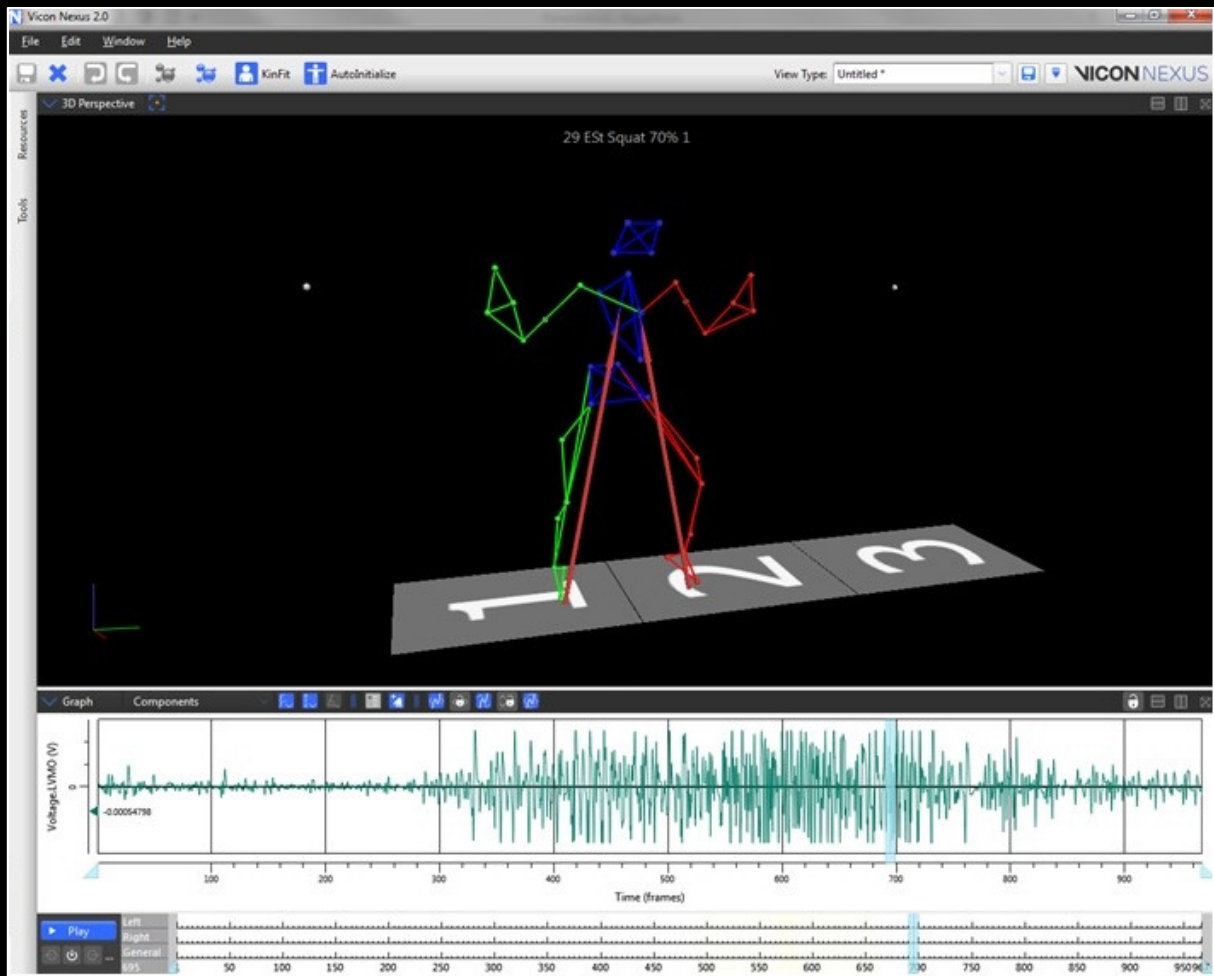 Vicon Nexus 2.0
File Edit Window Help
KinFit AutoInitialize View Type: Untitled * VICON NEXUS
Resources
Tools
3D Perspective
29 ESt Squat 70% 1
1 2 3
Graph Components
Voltage.LVMO (V)
0
-0.00054798
100 200 300 400 500 600 700 800 900
Time (frames)
Play
Left
Right
General
695
50 100 150 200 250 300 350 400 450 500 550 600 650 700 750 800 850 900